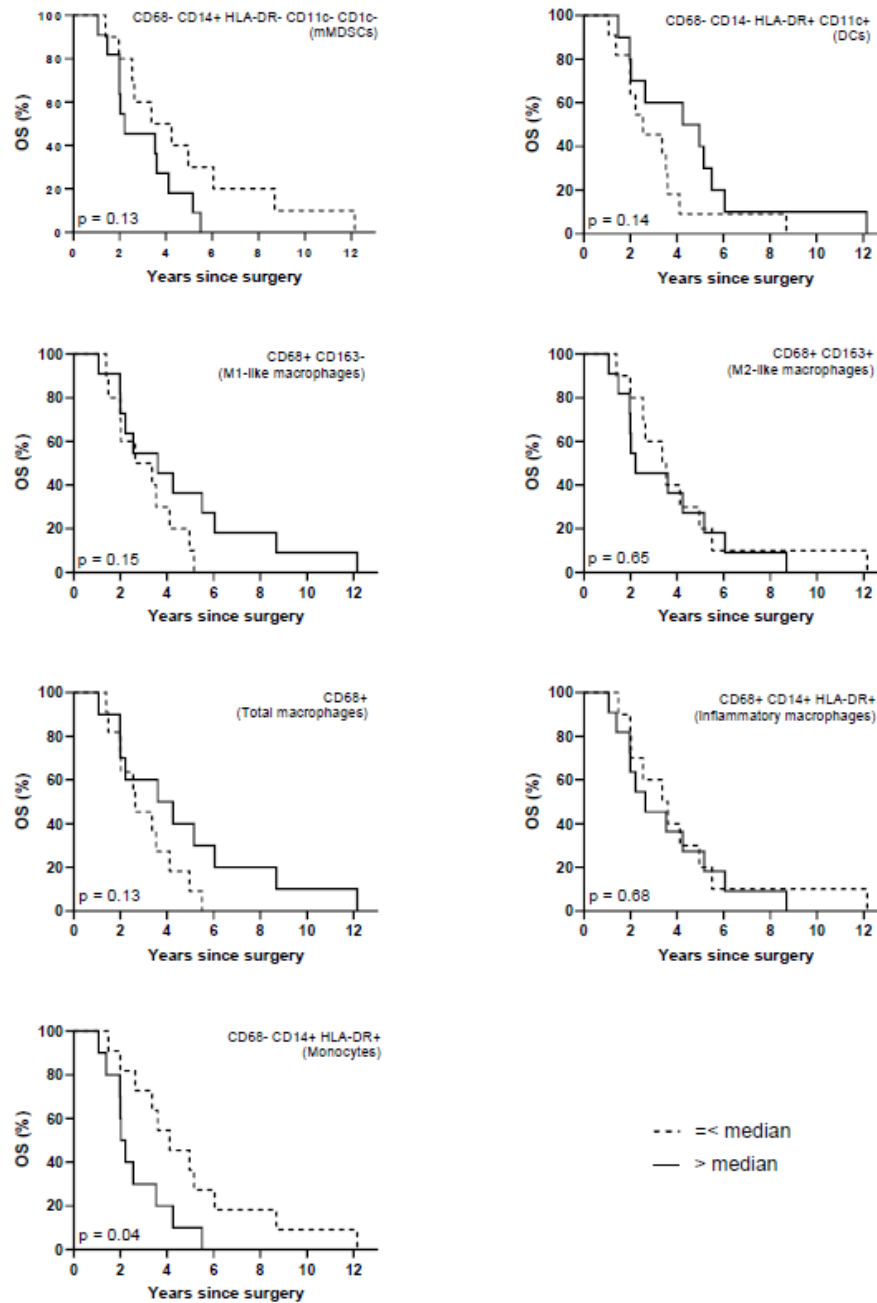 CD68- CD14+ HLA-DR- CD11c- CD1c-
(mMDSCs)
OS (%)
100
80
60
40
20
0
p = 0.13
0 2 4 6 8 10 12
Years since surgery
CD68- CD14- HLA-DR+ CD11c+
(DCs)
OS (%)
100
80
60
40
20
0
p = 0.14
0 2 4 6 8 10 12
Years since surgery
CD68+ CD163-
(M1-like macrophages)
OS (%)
100
80
60
40
20
0
p = 0.15
0 2 4 6 8 10 12
Years since surgery
CD68+ CD163+
(M2-like macrophages)
OS (%)
100
80
60
40
20
0
p = 0.65
0 2 4 6 8 10 12
Years since surgery
CD68+
(Total macrophages)
OS (%)
100
80
60
40
20
0
p = 0.13
0 2 4 6 8 10 12
Years since surgery
CD68+ CD14+ HLA-DR+
(Inflammatory macrophages)
OS (%)
100
80
60
40
20
0
p = 0.68
0 2 4 6 8 10 12
Years since surgery
CD68- CD14+ HLA-DR+
(Monocytes)
OS (%)
100
80
60
40
20
0
p = 0.04
0 2 4 6 8 10 12
Years since surgery
=< median
> median